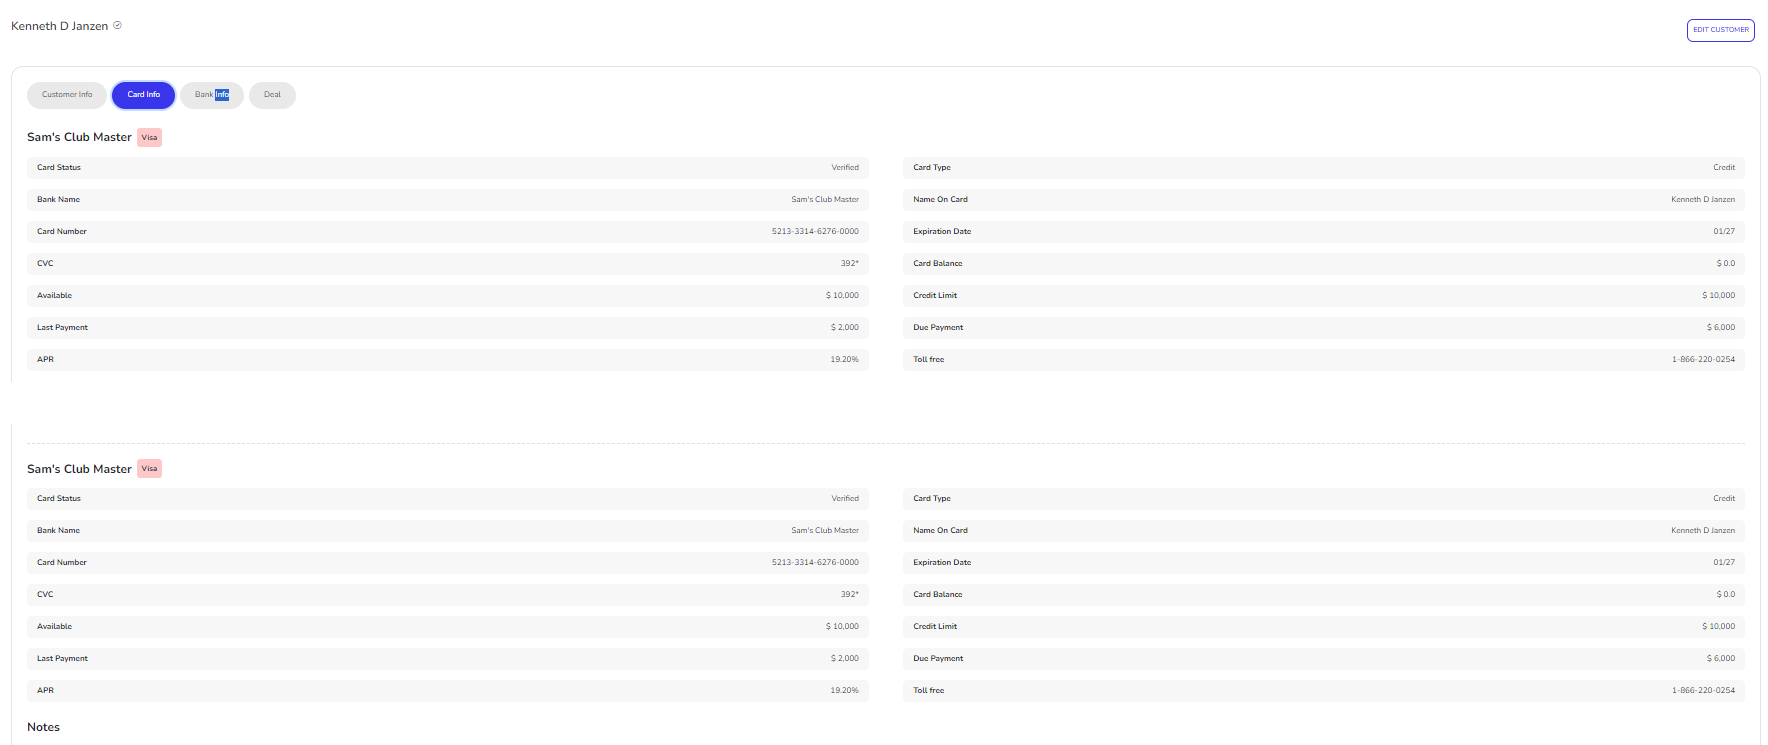 Kenneth D Janzen
EDIT CUSTOMER
Customer Info Card Info Bank Info Deal
Sam's Club Master Visa
Card Status Verified Card Type Credit
Bank Name Sam's Club Master Name On Card Kenneth D Janzen
Card Number 5213-3314-6276-0000 Expiration Date 01/27
CVC 392* Card Balance $ 0.0
Available $ 10,000 Credit Limit $ 10,000
Last Payment $ 2,000 Due Payment $ 6,000
APR 19.20% Toll free 1-866-220-0254
Sam's Club Master Visa
Card Status Verified Card Type Credit
Bank Name Sam's Club Master Name On Card Kenneth D Janzen
Card Number 5213-3314-6276-0000 Expiration Date 01/27
CVC 392* Card Balance $ 0.0
Available $ 10,000 Credit Limit $ 10,000
Last Payment $ 2,000 Due Payment $ 6,000
APR 19.20% Toll free 1-866-220-0254
Notes